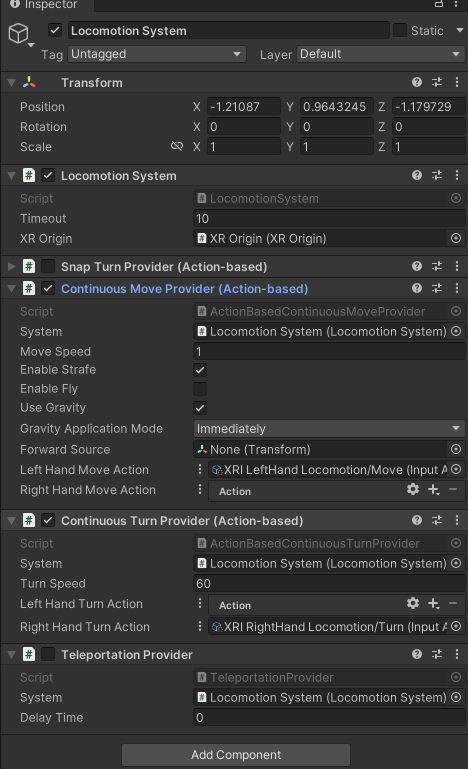 Inspector
Locomotion System Static
Tag Untagged Layer Default
Transform
Position X -1.21087 Y 0.9643245 Z -1.179729
Rotation X 0 Y 0 Z 0
Scale X 1 Y 1 Z 1
# Locomotion System
Script # LocomotionSystem
Timeout 10
XR Origin # XR Origin (XR Origin)
# Snap Turn Provider (Action-based)
# Continuous Move Provider (Action-based)
Script # ActionBasedContinuousMoveProvider
System # Locomotion System (Locomotion System)
Move Speed 1
Enable Strafe
Enable Fly
Use Gravity
Gravity Application Mode Immediately
Forward Source None (Transform)
Left Hand Move Action XRI LeftHand Locomotion/Move (Input A
Right Hand Move Action Action
# Continuous Turn Provider (Action-based)
Script # ActionBasedContinuousTurnProvider
System # Locomotion System (Locomotion System)
Turn Speed 60
Left Hand Turn Action Action
Right Hand Turn Action XRI RightHand Locomotion/Turn (Input A
# Teleportation Provider
Script # TeleportationProvider
System # Locomotion System (Locomotion System)
Delay Time 0
Add Component